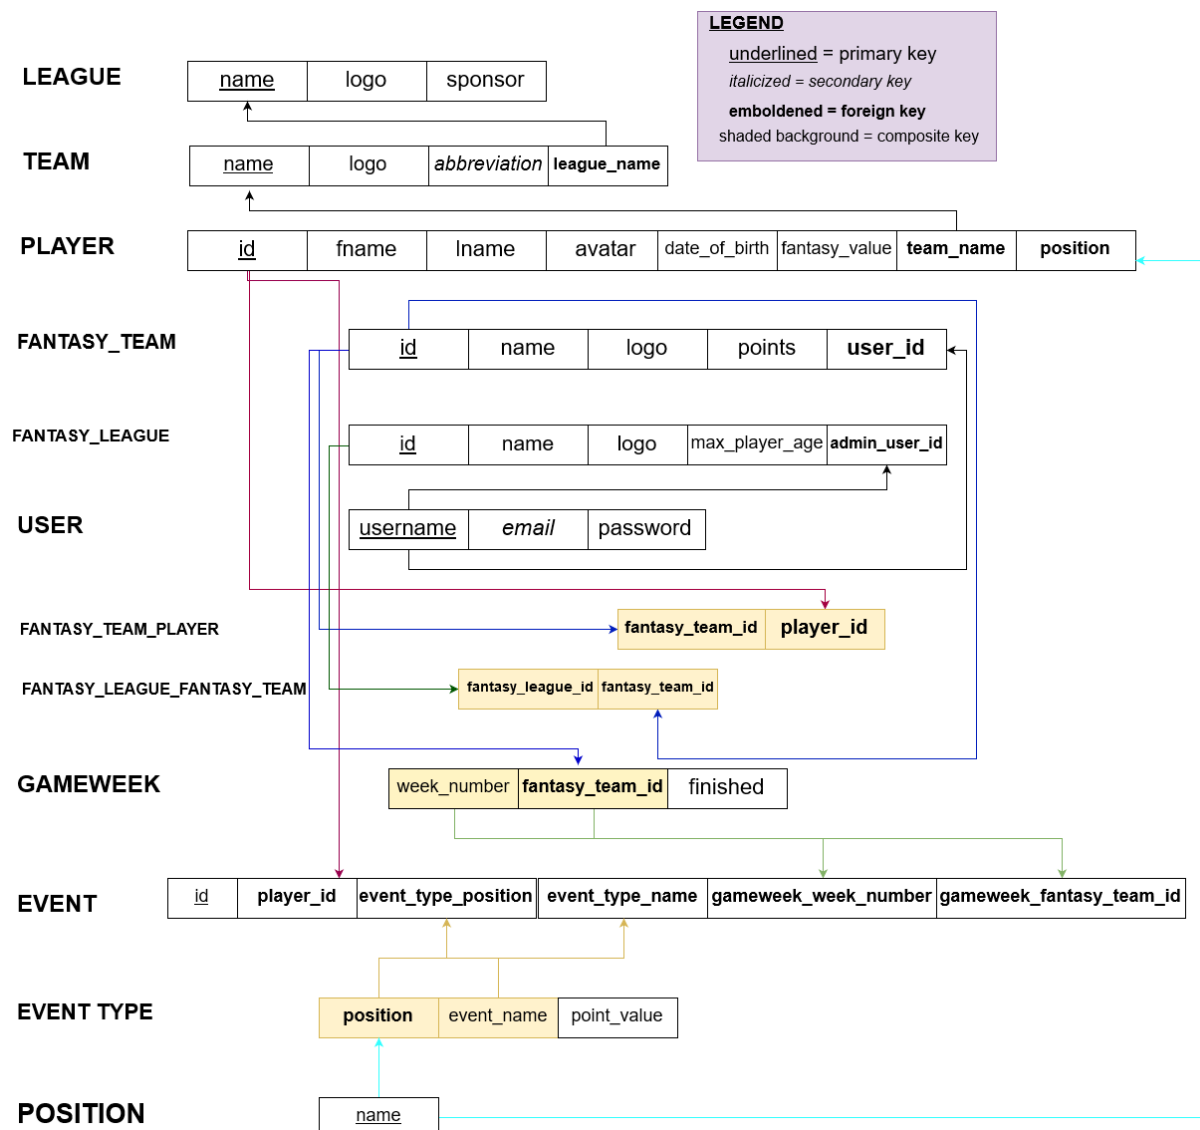 LEGEND
underlined = primary key
italicized = secondary key
emboldened = foreign key
shaded background = composite key
LEAGUE name logo sponsor
TEAM name logo abbreviation league_name
PLAYER id fname lname avatar date_of_birth fantasy_value team_name position
FANTASY_TEAM id name logo points user_id
FANTASY_LEAGUE id name logo max_player_age admin_user_id
USER username email password
FANTASY_TEAM_PLAYER fantasy_team_id player_id
FANTASY_LEAGUE_FANTASY_TEAM fantasy_league_id fantasy_team_id
GAMEWEEK week_number fantasy_team_id finished
EVENT id player_id event_type_position event_type_name gameweek_week_number gameweek_fantasy_team_id
EVENT TYPE position event_name point_value
POSITION name